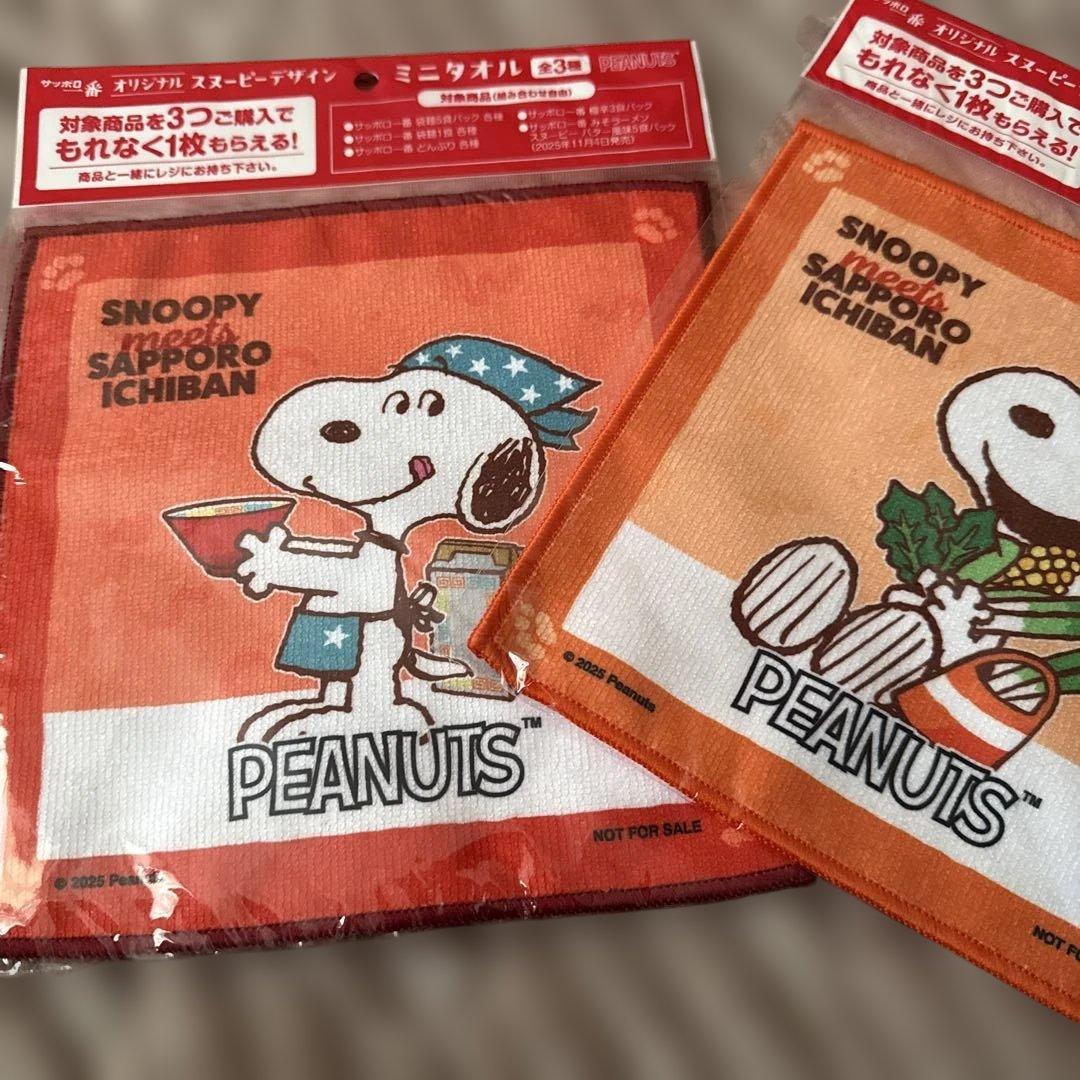 サッポロ一番 オリジナル スヌーピーデザイン ミニタオル 全3種 PEANUTS
対象商品を3つご購入で
もれなく1枚もらえる!
商品と一緒にレジにお持ち下さい。
対象商品(組み合わせ自由)
●サッポロ一番 袋麺5食パック 各種
●サッポロ一番 袋麺1食 各種
●サッポロ一番 どんぶり 各種
●サッポロ一番 標準3食パック
●サッポロ一番 みそラーメン
スヌーピー バター風味5食パック
(2025年11月4日発売)
SNOOPY
meets
SAPPORO
ICHIBAN
PEANUTS™
NOT FOR SALE
© 2025 Peanuts
サッポロ一番 オリジナル スヌーピー
対象商品を3つご購入で
もれなく1枚もらえる!
商品と一緒にレジにお持ち下さい。
SNOOPY
meets
SAPPORO
ICHIBAN
© 2025 Peanuts
PEANUTS™
NOT FO